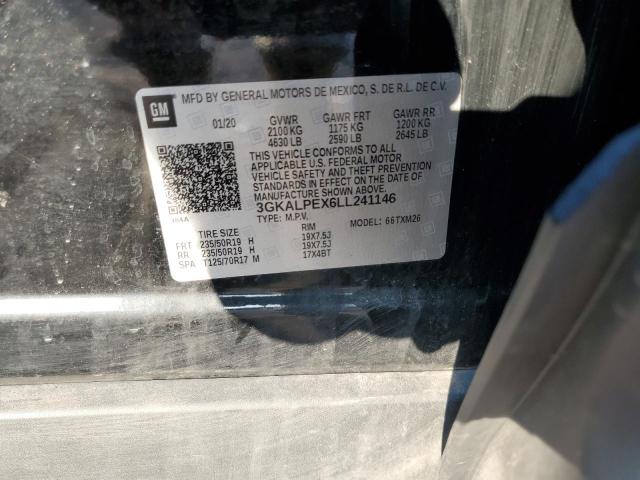 GM
MFD BY GENERAL MOTORS DE MEXICO, S. DE R.L. DE C.V.
01/20 GVWR GAWR FRT GAWR RR
2100 KG 1175 KG 1200 KG
4630 LB 2590 LB 2645 LB
THIS VEHICLE CONFORMS TO ALL
APPLICABLE U.S. FEDERAL MOTOR
VEHICLE SAFETY AND THEFT PREVENTION
STANDARDS IN EFFECT ON THE DATE OF
MANUFACTURE SHOWN ABOVE.
3GKALPEX6LL241146
TYPE: M.P.V. MODEL: 66TXM26
TIRE SIZE RIM
FRT 235/50R19 H 19X7.5J
RR 235/50R19 H 19X7.5J
SPA T125/70R17 M 17X4BT